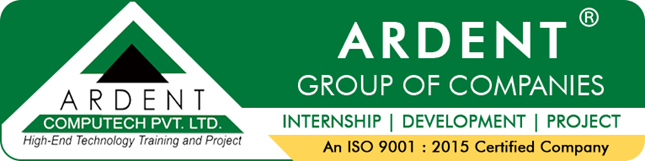 ARDENT
COMPUTECH PVT. LTD.
High-End Technology Training and Project
ARDENT ®
GROUP OF COMPANIES
INTERNSHIP | DEVELOPMENT | PROJECT
An ISO 9001 : 2015 Certified Company